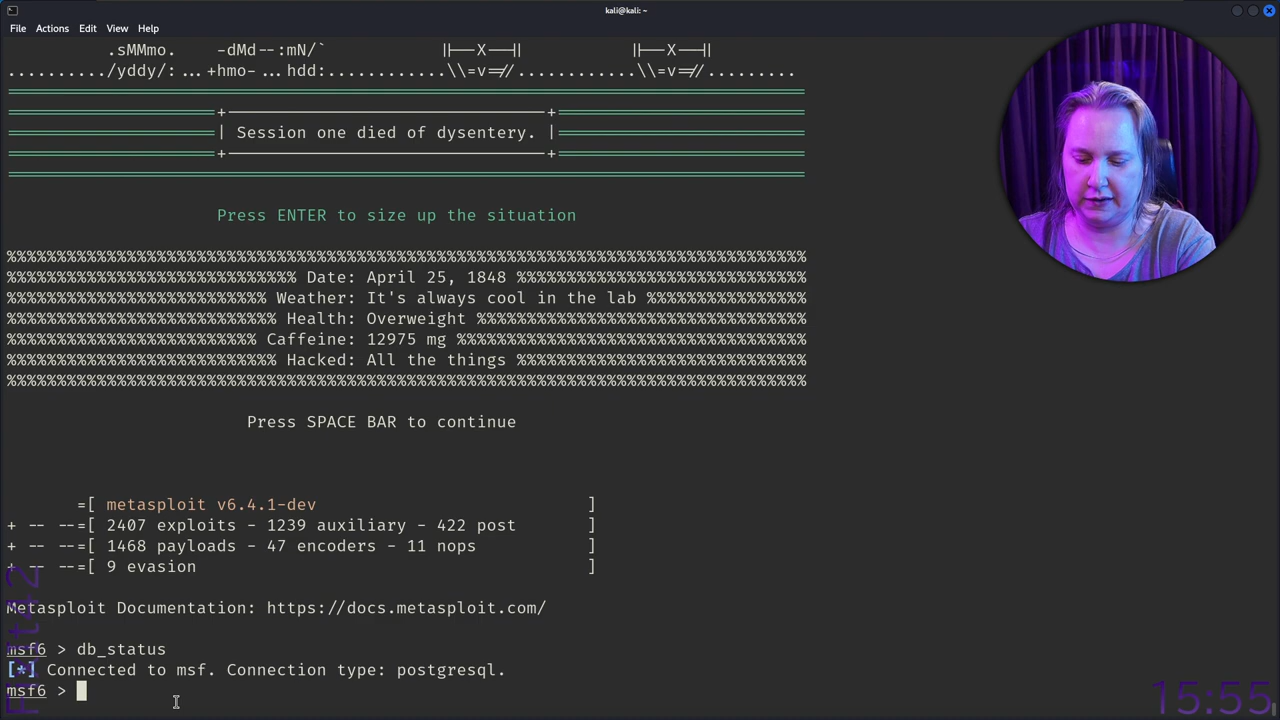 kali@kali: ~
File Actions Edit View Help
.sMMmo. -dMd--:mN/` ||--X--|| ||--X--||
........../yddy/:...+hmo-...hdd:............\\=v=//............\\=v=//.........
================================================================================
=====================+--------------------------------+=========================
=====================| Session one died of dysentery. |=========================
=====================+--------------------------------+=========================
================================================================================
Press ENTER to size up the situation
%%%%%%%%%%%%%%%%%%%%%%%%%%%%%%%%%%%%%%%%%%%%%%%%%%%%%%%%%%%%%%%%%%%%%%%%%%%%%%
%%%%%%%%%%%%%%%%%%%%%%%%%%%%% Date: April 25, 1848 %%%%%%%%%%%%%%%%%%%%%%%%%%%%%
%%%%%%%%%%%%%%%%%%%%%%%%%% Weather: It's always cool in the lab %%%%%%%%%%%%%%%%
%%%%%%%%%%%%%%%%%%%%%%%%%%% Health: Overweight %%%%%%%%%%%%%%%%%%%%%%%%%%%%%%%%%
%%%%%%%%%%%%%%%%%%%%%%%%% Caffeine: 12975 mg %%%%%%%%%%%%%%%%%%%%%%%%%%%%%%%%%%%
%%%%%%%%%%%%%%%%%%%%%%%%%%% Hacked: All the things %%%%%%%%%%%%%%%%%%%%%%%%%%%%%
%%%%%%%%%%%%%%%%%%%%%%%%%%%%%%%%%%%%%%%%%%%%%%%%%%%%%%%%%%%%%%%%%%%%%%%%%%%%%%
Press SPACE BAR to continue
=[ metasploit v6.4.1-dev ]
+ -- --=[ 2407 exploits - 1239 auxiliary - 422 post ]
+ -- --=[ 1468 payloads - 47 encoders - 11 nops ]
+ -- --=[ 9 evasion ]
Metasploit Documentation: https://docs.metasploit.com/
msf6 > db_status
[*] Connected to msf. Connection type: postgresql.
msf6 >
15:55